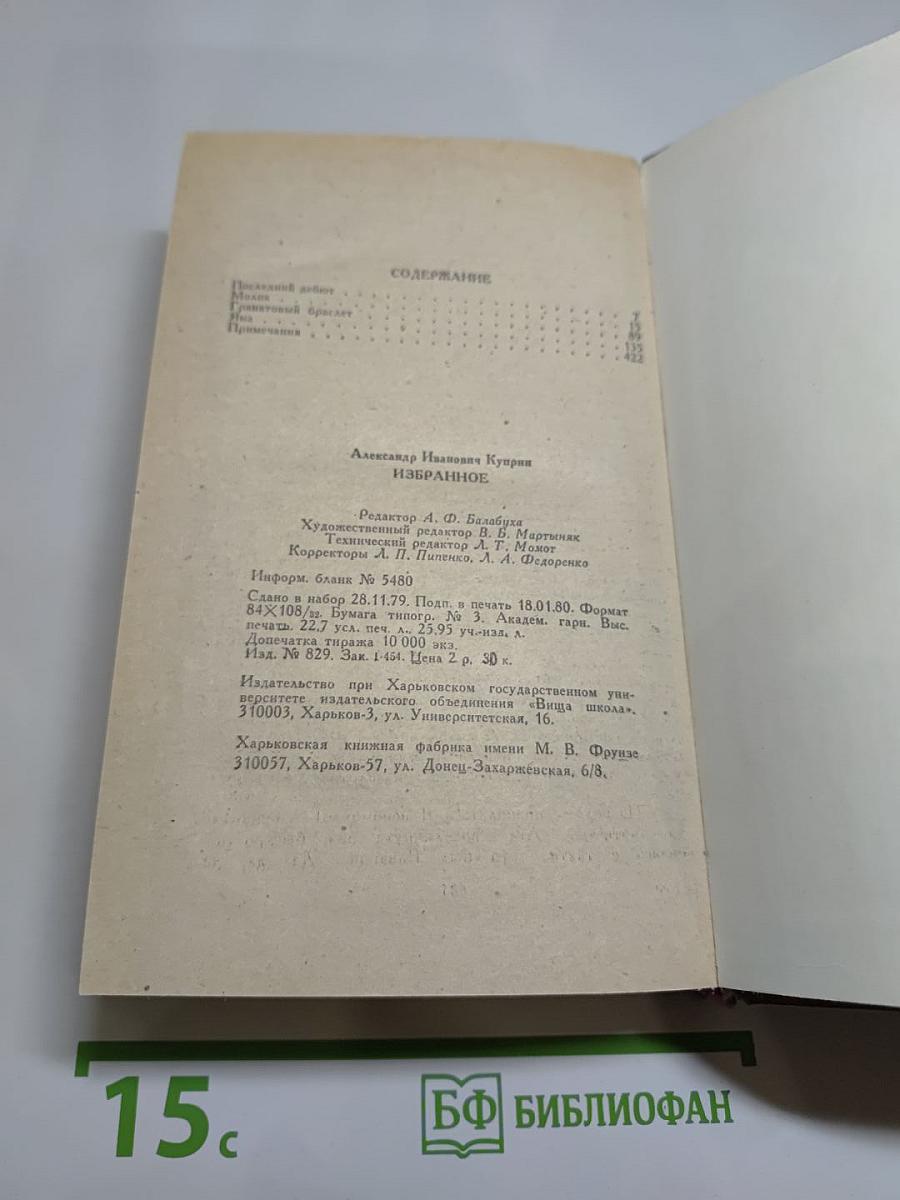 СОДЕРЖАНИЕ
Последний дебют . . . . . . . . . . . . . . . . 7
Молох . . . . . . . . . . . . . . . . 15
Гранатовый браслет . . . . . . . . . . . . . . . . 89
Яма . . . . . . . . . . . . . . . . 135
Примечания . . . . . . . . . . . . . . . . 422
Александр Иванович Куприн
ИЗБРАННОЕ
Редактор А. Ф. Балабуха
Художественный редактор В. Б. Мартыняк
Технический редактор Л. Т. Момот
Корректоры Л. П. Пипенко, Л. А. Федоренко
Информ. бланк № 5480
Сдано в набор 28.11.79. Подп. в печать 18.01.80. Формат
84×108/32. Бумага типогр. № 3. Академ. гарн. Выс.
печать. 22,7 усл. печ. л., 25,95 уч.-изд. л.
Допечатка тиража 10 000 экз.
Изд. № 829. Зак. 1-454. Цена 2 р. 30 к.
Издательство при Харьковском государственном уни-
верситете издательского объединения «Вища школа».
310003, Харьков-3, ул. Университетская, 16.
Харьковская книжная фабрика имени М. В. Фрунзе
310057, Харьков-57, ул. Донец-Захаржевская, 6/8.
15 с
БФ БИБЛИОФАН